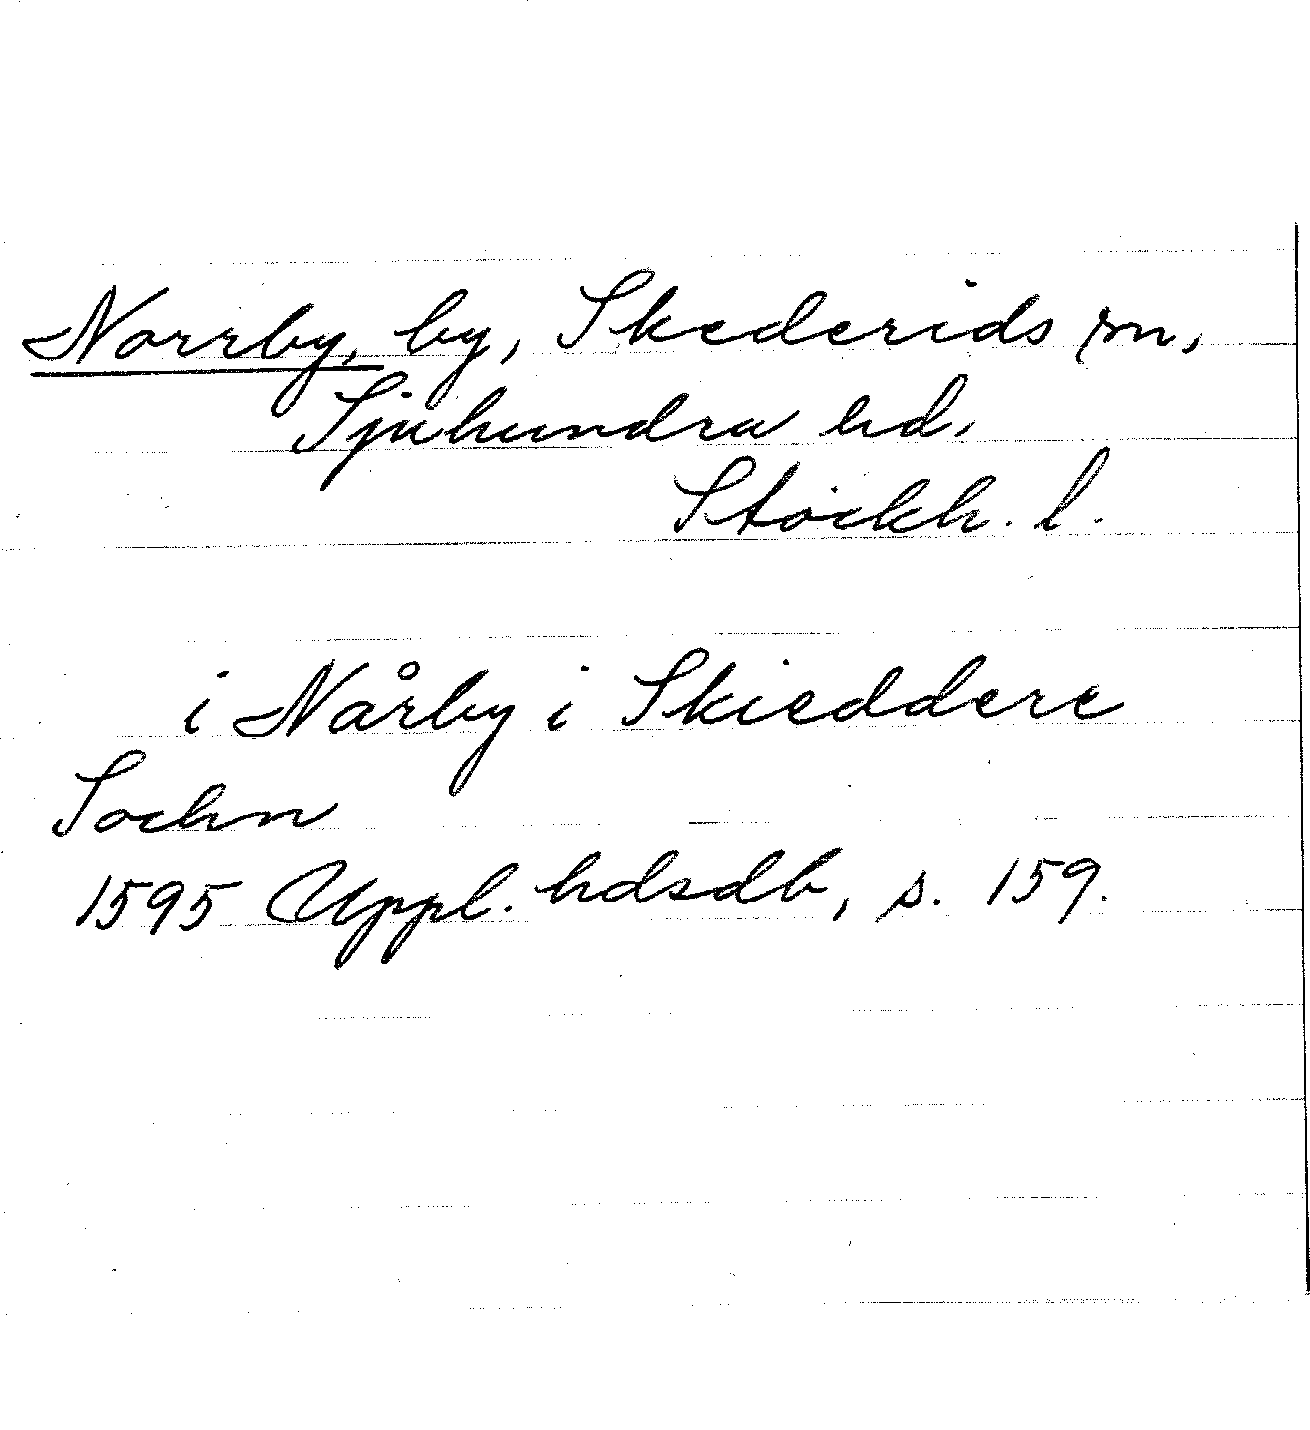 Norrby, by, Skederids sn,
Sjuhundra hd.
Stockh. l.
i Nårby i Skieddere
Sochn
1595 Uppl. hdsdb, s. 159.